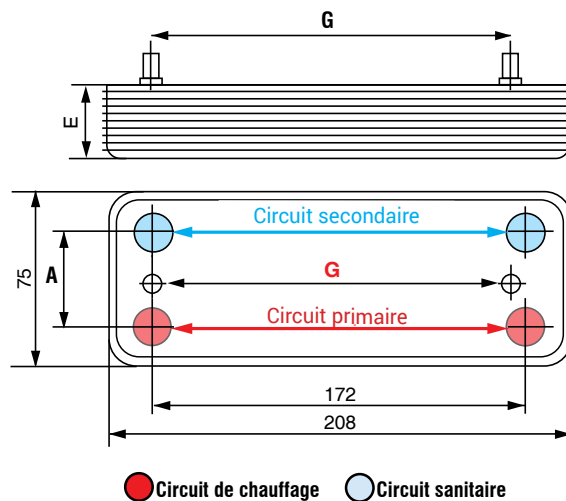 G
E
Circuit secondaire
75
A
G
Circuit primaire
172
208
Circuit de chauffage
Circuit sanitaire